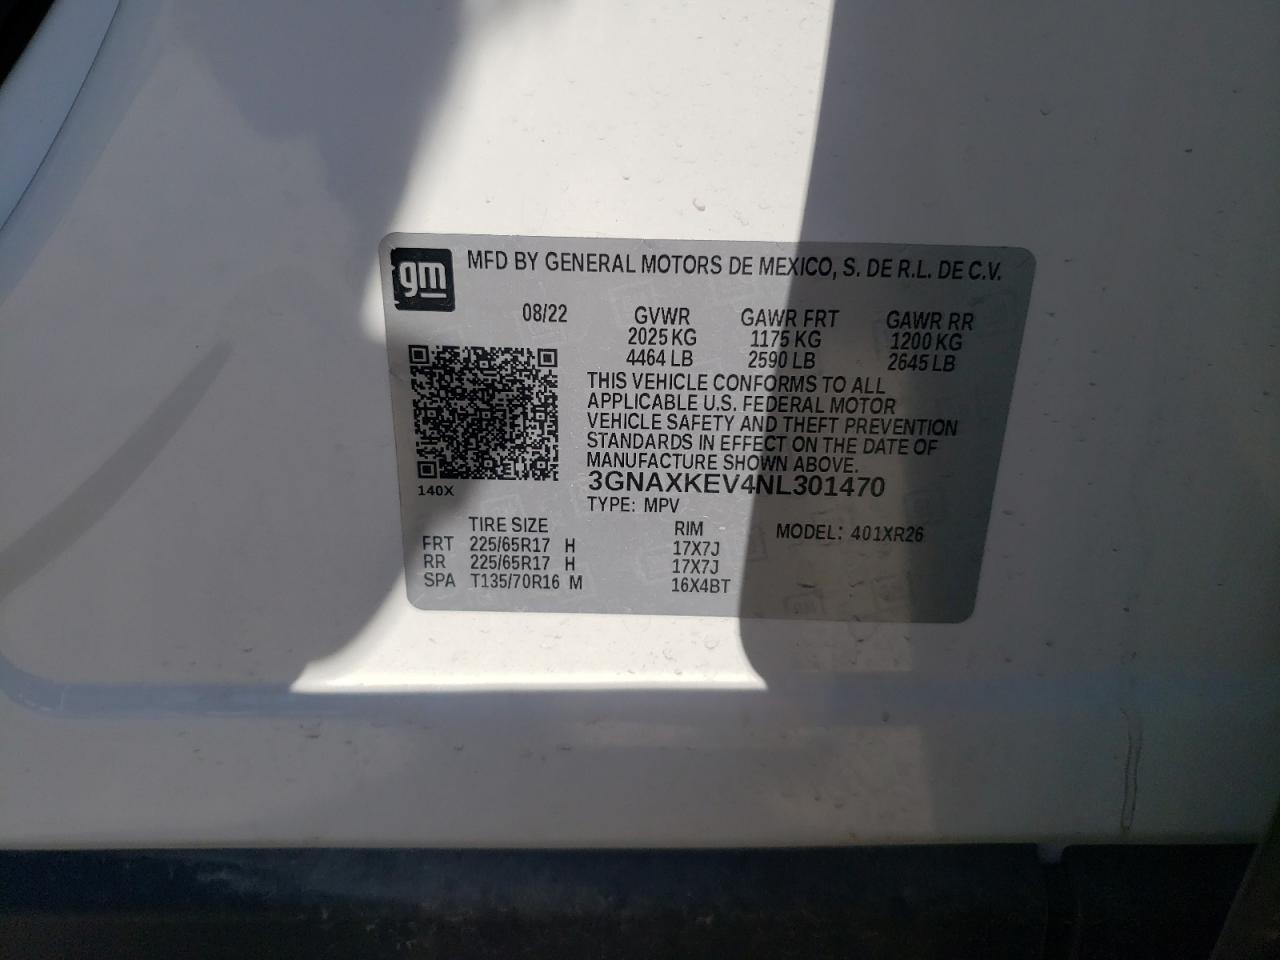 gm
MFD BY GENERAL MOTORS DE MEXICO, S. DE R.L. DE C.V.
08/22 GVWR GAWR FRT GAWR RR
2025 KG 1175 KG 1200 KG
4464 LB 2590 LB 2645 LB
THIS VEHICLE CONFORMS TO ALL
APPLICABLE U.S. FEDERAL MOTOR
VEHICLE SAFETY AND THEFT PREVENTION
STANDARDS IN EFFECT ON THE DATE OF
MANUFACTURE SHOWN ABOVE.
140X
3GNAXKEV4NL301470
TYPE: MPV
TIRE SIZE RIM MODEL: 401XR26
FRT 225/65R17 H 17X7J
RR 225/65R17 H 17X7J
SPA T135/70R16 M 16X4BT